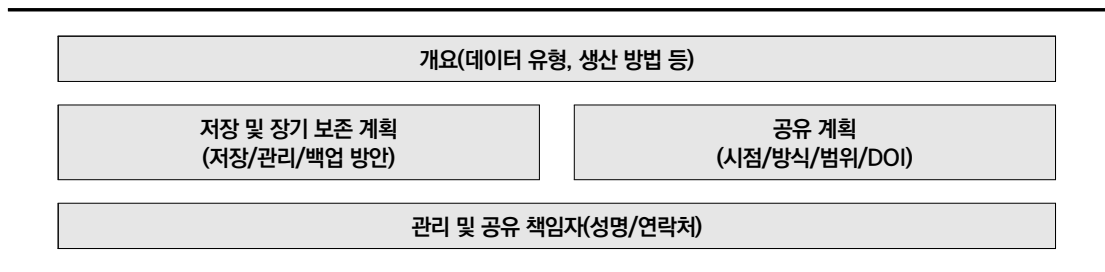 개요(데이터 유형, 생산 방법 등)
저장 및 장기 보존 계획
(저장/관리/백업 방안)
공유 계획
(시점/방식/범위/DOI)
관리 및 공유 책임자(성명/연락처)